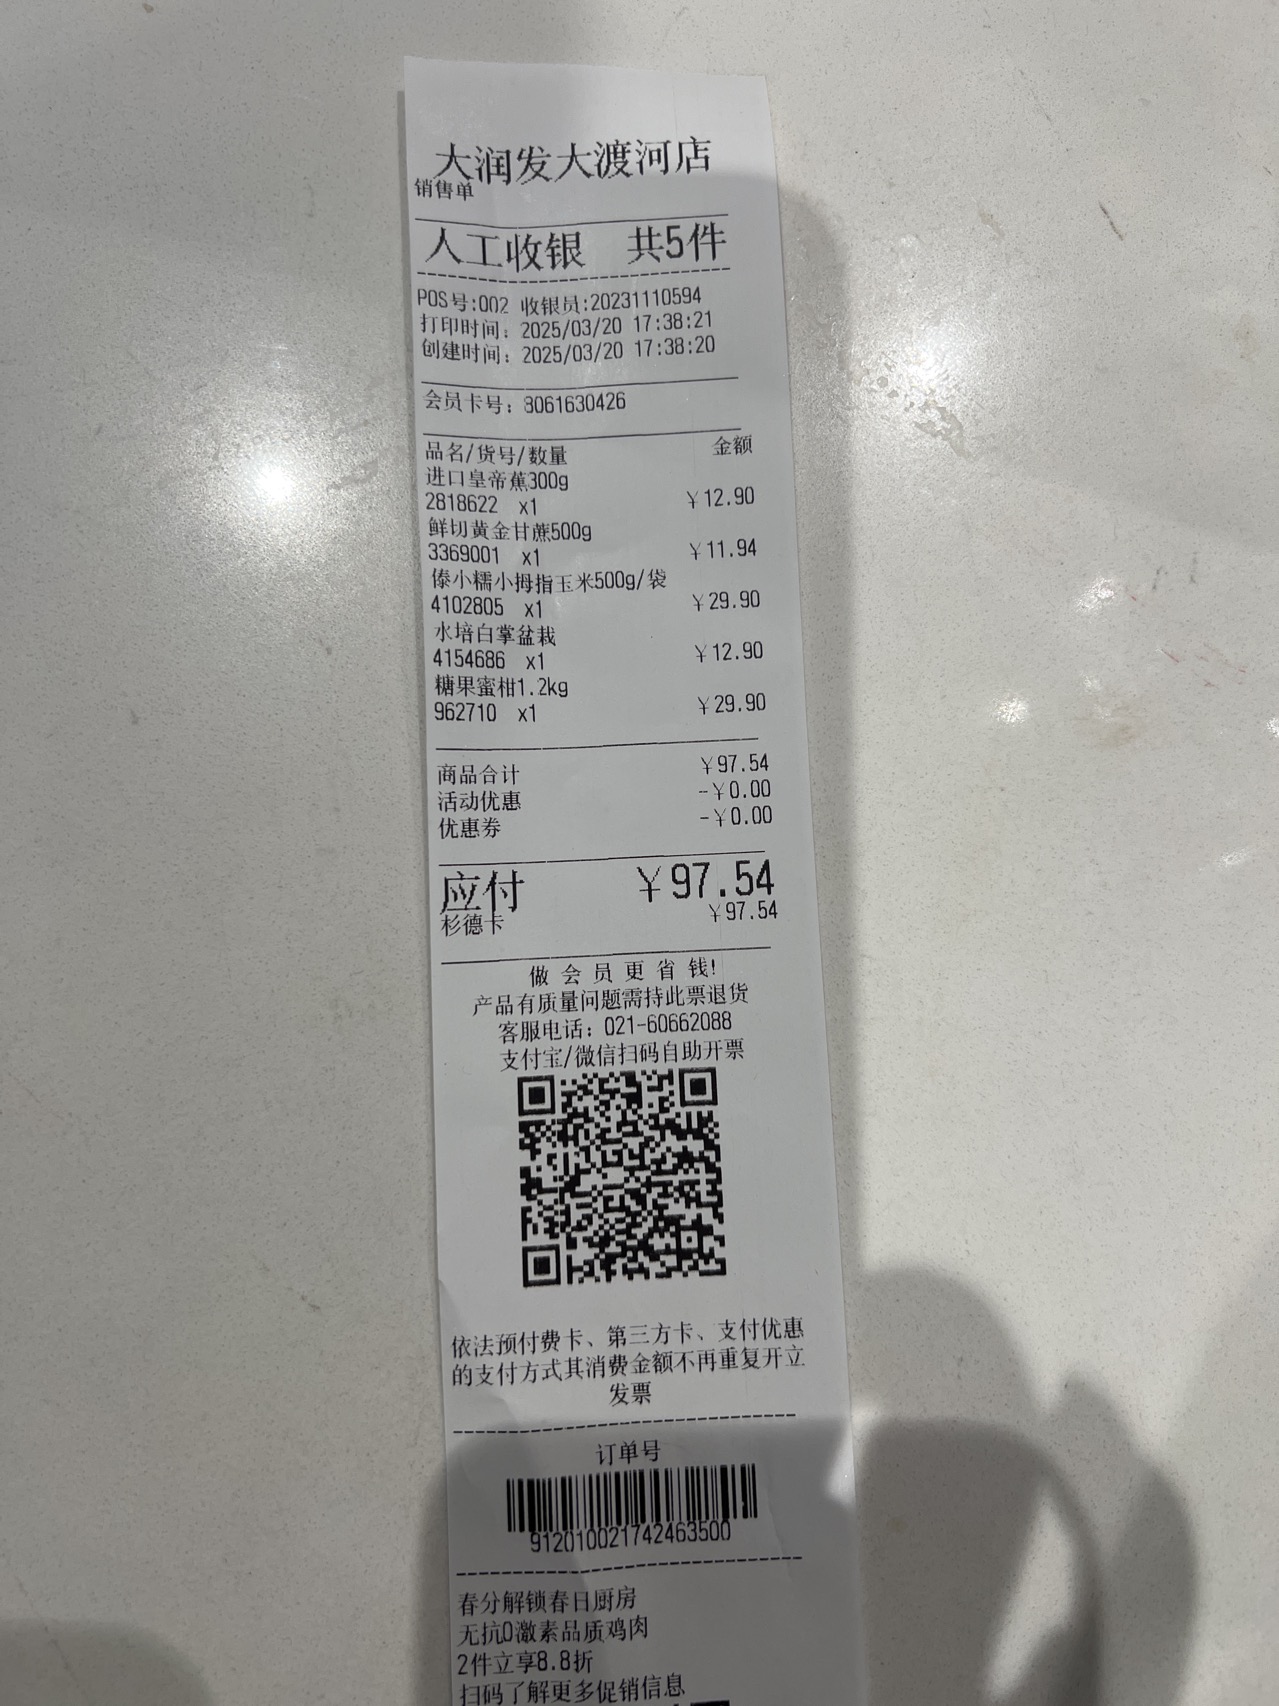 大润发大渡河店
销售单
人工收银 共5件
POS号:002 收银员:20231110594
打印时间: 2025/03/20 17:38:21
创建时间: 2025/03/20 17:38:20
会员卡号: 8061630426
品名/货号/数量 金额
进口皇帝蕉300g
2818622 x1 ¥12.90
鲜切黄金甘蔗500g
3369001 x1 ¥11.94
傣小糯小拇指玉米500g/袋
4102805 x1 ¥29.90
水培白掌盆栽
4154686 x1 ¥12.90
糖果蜜柑1.2kg
962710 x1 ¥29.90
商品合计 ¥97.54
活动优惠 -¥0.00
优惠券 -¥0.00
应付 ¥97.54
杉德卡 ¥97.54
做会员更省钱!
产品有质量问题需持此票退货
客服电话: 021-60662088
支付宝/微信扫码自助开票
依法预付费卡、第三方卡、支付优惠
的支付方式其消费金额不再重复开立
发票
订单号
912010021742463500
春分解锁春日厨房
无抗0激素品质鸡肉
2件立享8.8折
扫码了解更多促销信息